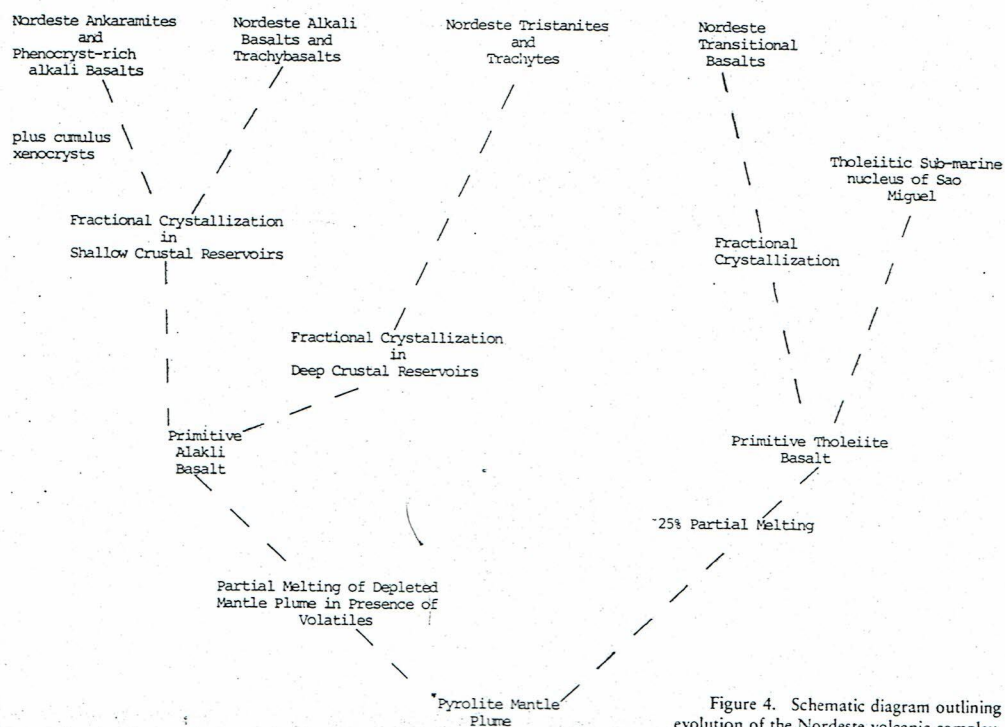 Nordeste Ankaramites
and
Phenocryst-rich
alkali Basalts
Nordeste Alkali
Basalts and
Trachybasalts
Nordeste Tristanites
and
Trachytes
Nordeste
Transitional
Basalts
plus cumulus
xenocrysts
Tholeiitic Sub-marine
nucleus of Sao
Miguel
Fractional Crystallization
in
Shallow Crustal Reservoirs
Fractional
Crystallization
Fractional Crystallization
in
Deep Crustal Reservoirs
Primitive
Alakli
Basalt
Primitive Tholeiite
Basalt
~25% Partial Melting
Partial Melting of Depleted
Mantle Plume in Presence of
Volatiles
Pyrolite Mantle
Plume
Figure 4. Schematic diagram outlining
evolution of the Nordeste volcanic complex